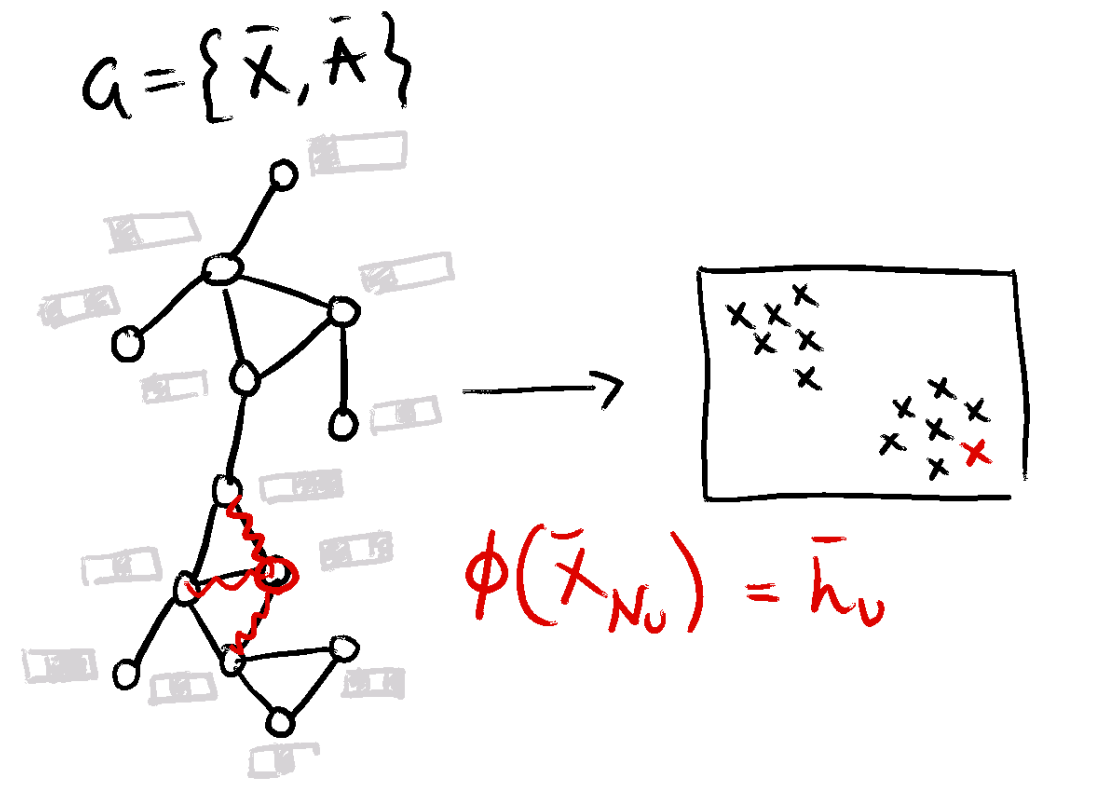 G = {X̄, Ā}
ϕ(X̄_{N_u}) = h̄_u